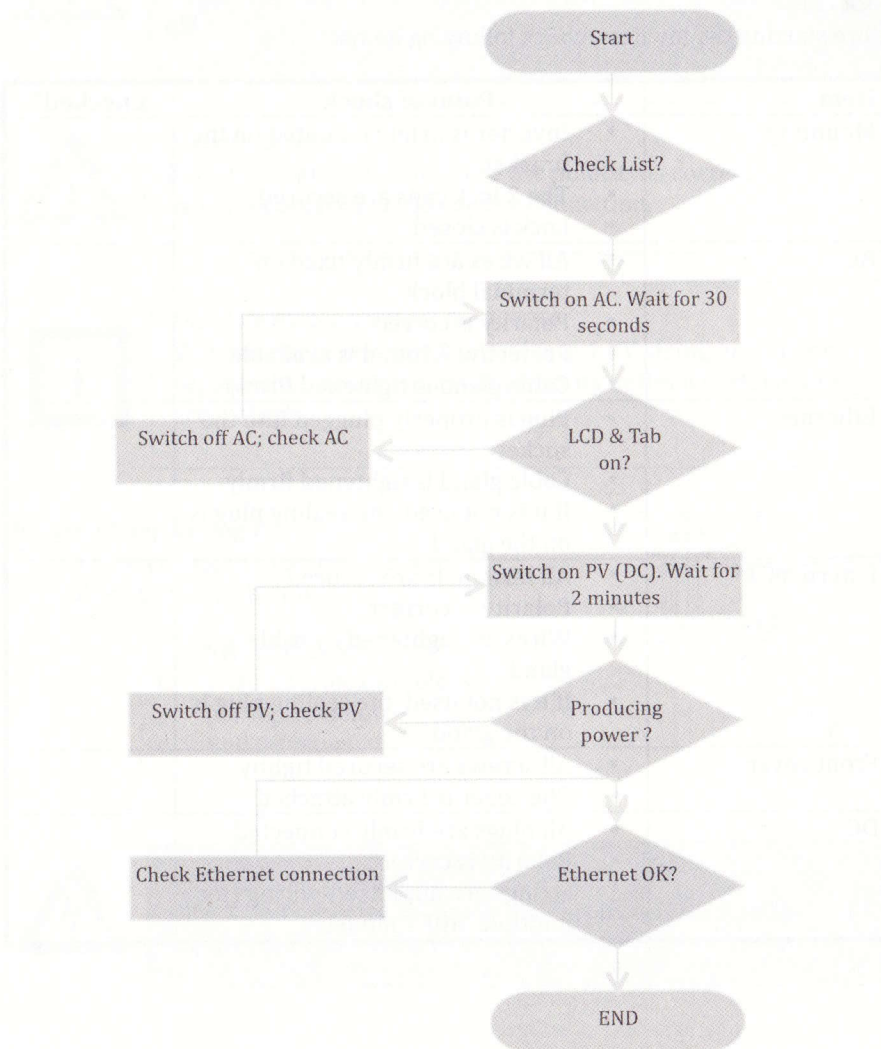 Start
Check List?
Switch on AC. Wait for 30
seconds
LCD & Tab
on?
Switch off AC; check AC
Switch on PV (DC). Wait for
2 minutes
Producing
power ?
Switch off PV; check PV
Ethernet OK?
Check Ethernet connection
END